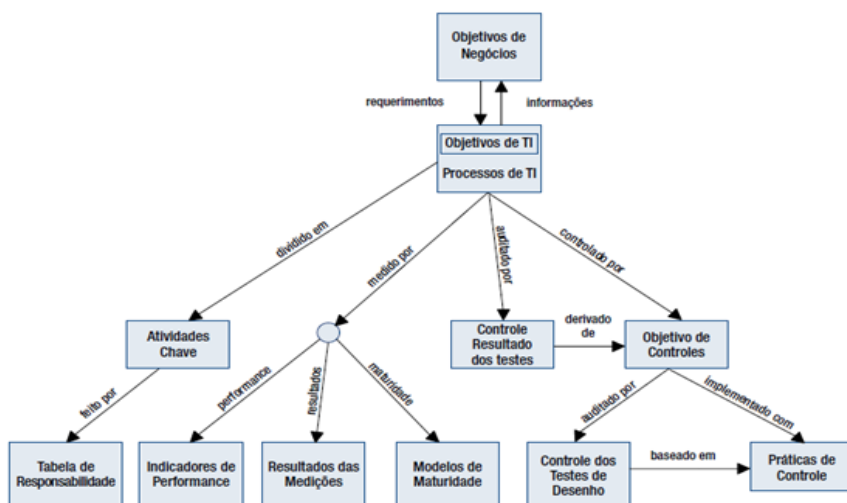 Objetivos de
Negócios
requerimentos
informações
Objetivos de TI
Processos de TI
dividido em
medido por
auditado por
controlado por
Atividades
Chave
Controle
Resultado
dos testes
derivado
de
Objetivo de
Controles
feito por
performance
resultados
maturidade
auditado por
implementado com
Tabela de
Responsabilidade
Indicadores de
Performance
Resultados das
Medições
Modelos de
Maturidade
Controle dos
Testes de
Desenho
baseado em
Práticas de
Controle